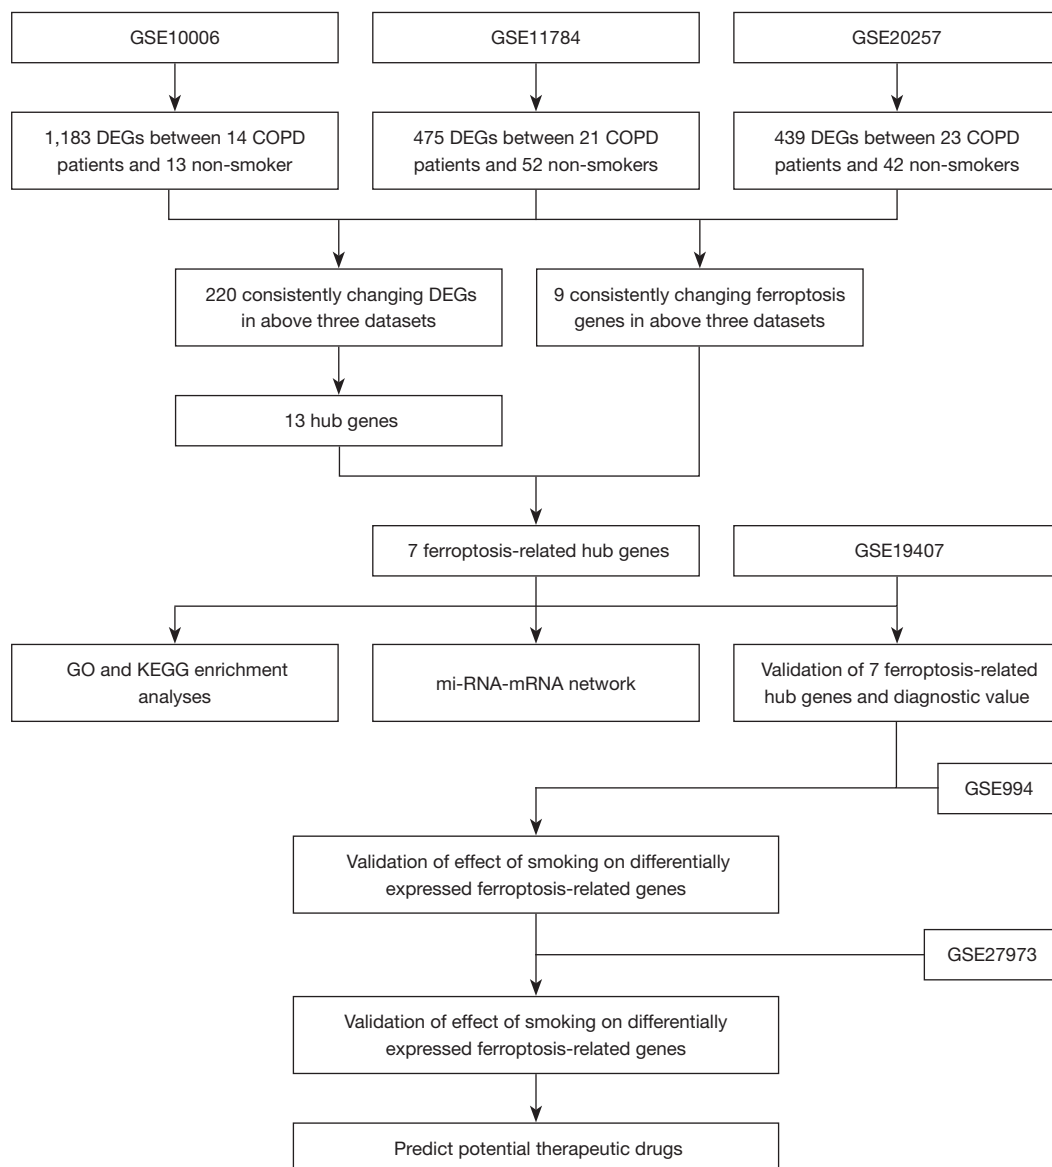 GSE10006
GSE11784
GSE20257
1,183 DEGs between 14 COPD
patients and 13 non-smoker
475 DEGs between 21 COPD
patients and 52 non-smokers
439 DEGs between 23 COPD
patients and 42 non-smokers
220 consistently changing DEGs
in above three datasets
9 consistently changing ferroptosis
genes in above three datasets
13 hub genes
7 ferroptosis-related hub genes
GSE19407
GO and KEGG enrichment
analyses
mi-RNA-mRNA network
Validation of 7 ferroptosis-related
hub genes and diagnostic value
GSE994
Validation of effect of smoking on differentially
expressed ferroptosis-related genes
GSE27973
Validation of effect of smoking on differentially
expressed ferroptosis-related genes
Predict potential therapeutic drugs